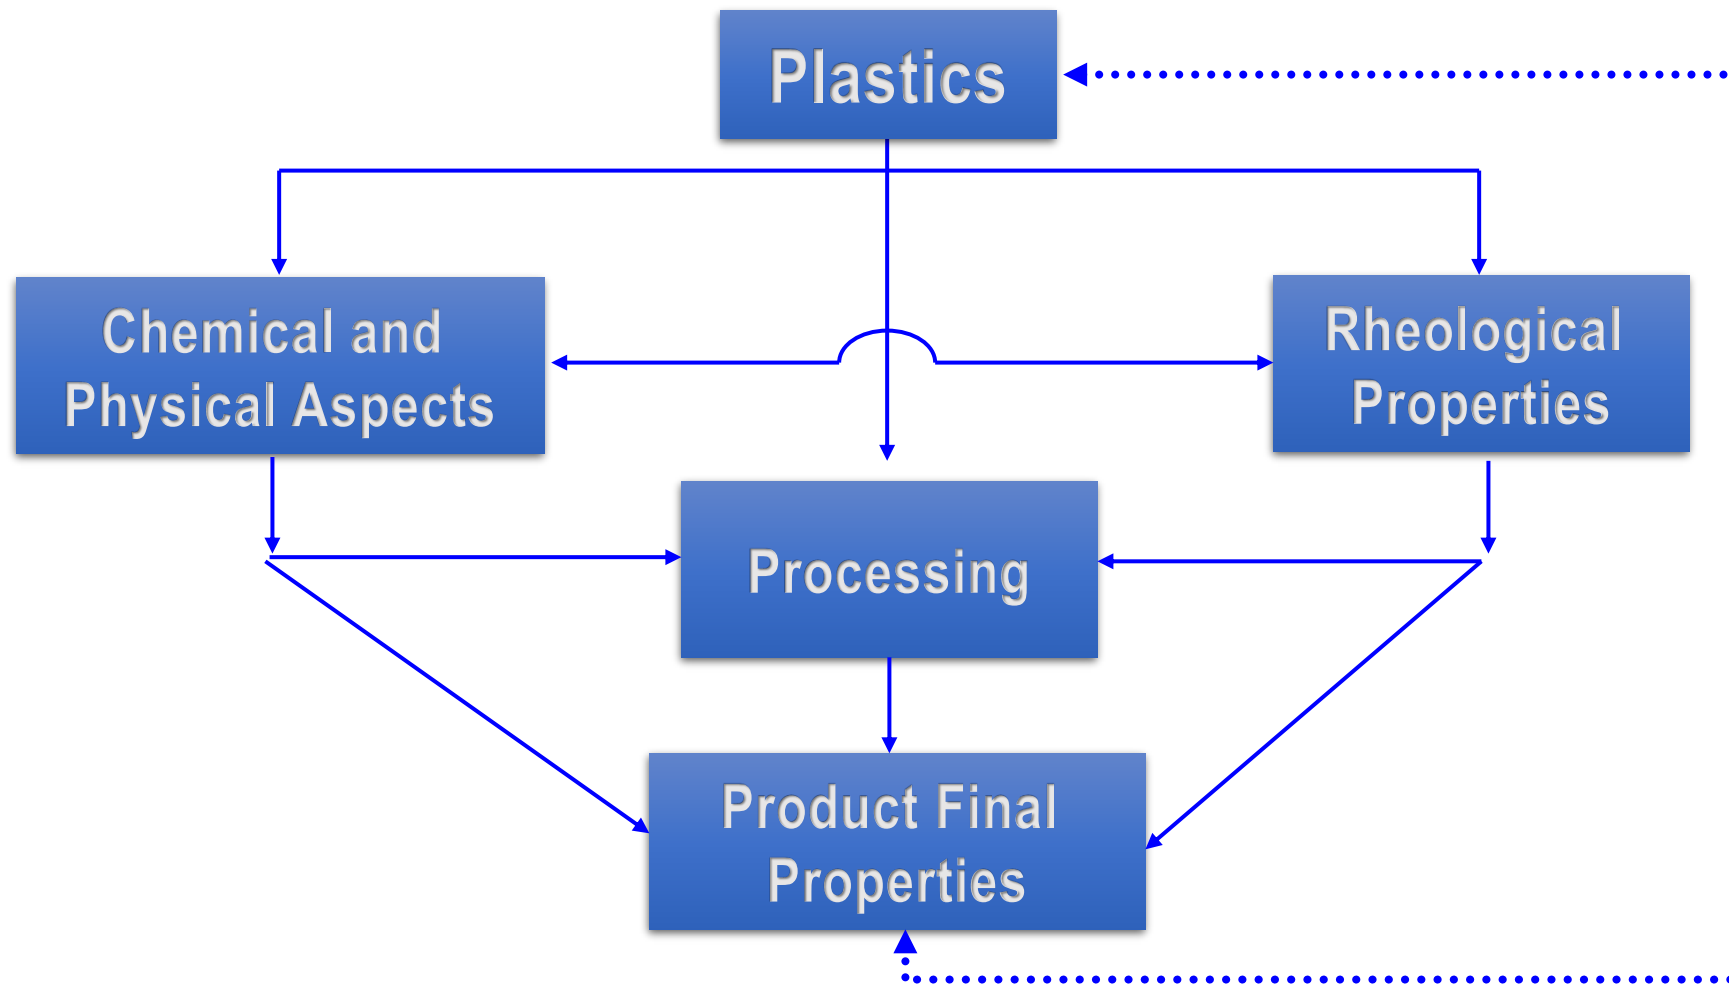 Plastics
Chemical and
Physical Aspects
Rheological
Properties
Processing
Product Final
Properties